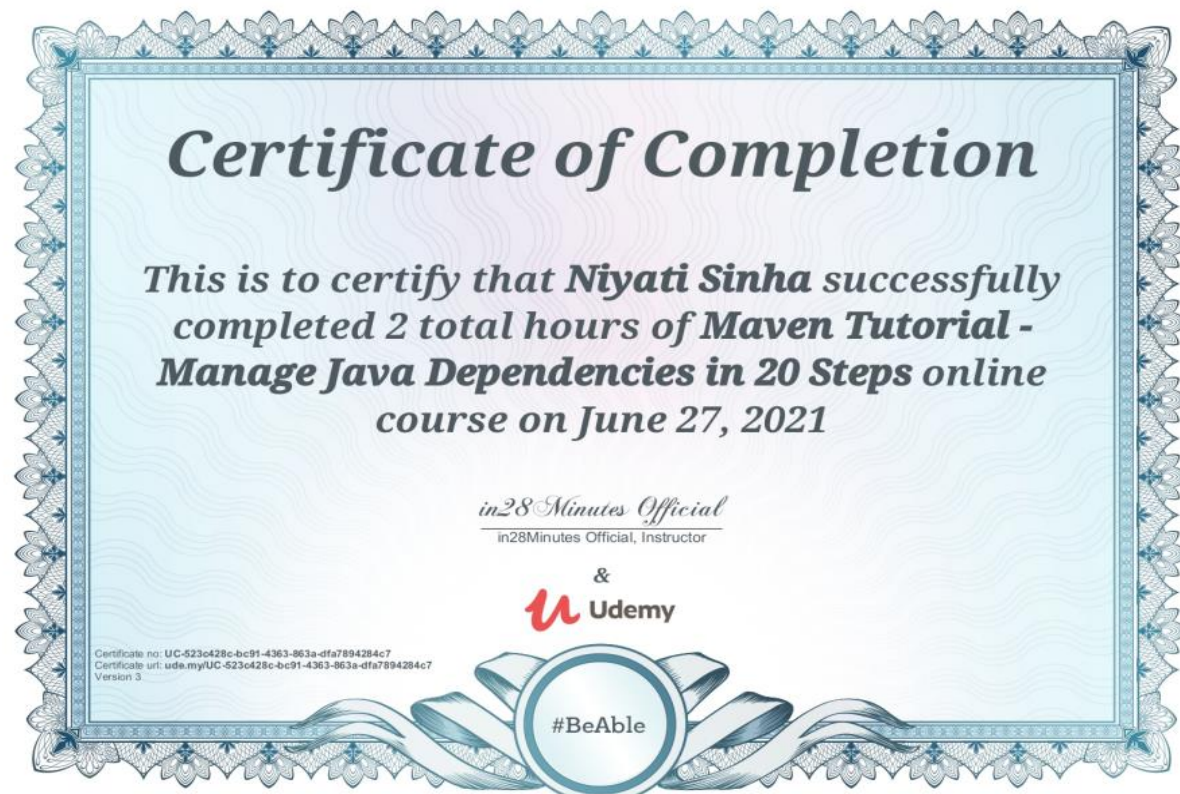 Certificate of Completion
This is to certify that Niyati Sinha successfully
completed 2 total hours of Maven Tutorial -
Manage Java Dependencies in 20 Steps online
course on June 27, 2021
in28Minutes Official
in28Minutes Official, Instructor
&
Udemy
Certificate no: UC-523c428c-bc91-4363-863a-dfa7894284c7
Certificate url: ude.my/UC-523c428c-bc91-4363-863a-dfa7894284c7
Version 3
#BeAble